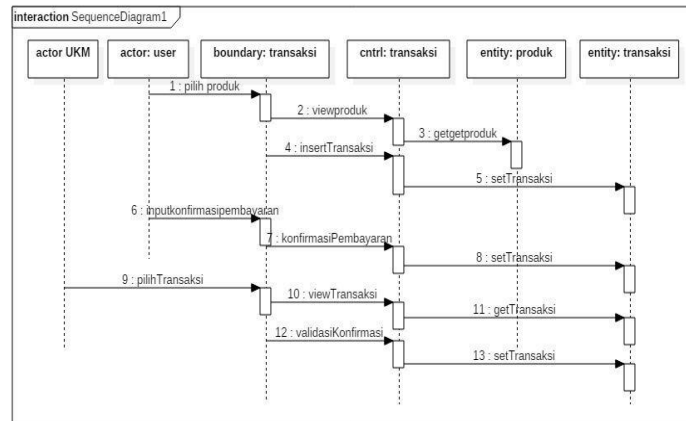 interaction SequenceDiagram1
actor UKM
actor: user
boundary: transaksi
cntrl: transaksi
entity: produk
entity: transaksi
1 : pilih produk
2 : viewproduk
3 : getgetproduk
4 : insertTransaksi
5 : setTransaksi
6 : inputkonfirmasipembayaran
7 : konfirmasiPembayaran
8 : setTransaksi
9 : pilihTransaksi
10 : viewTransaksi
11 : getTransaksi
12 : validasiKonfirmasi
13 : setTransaksi